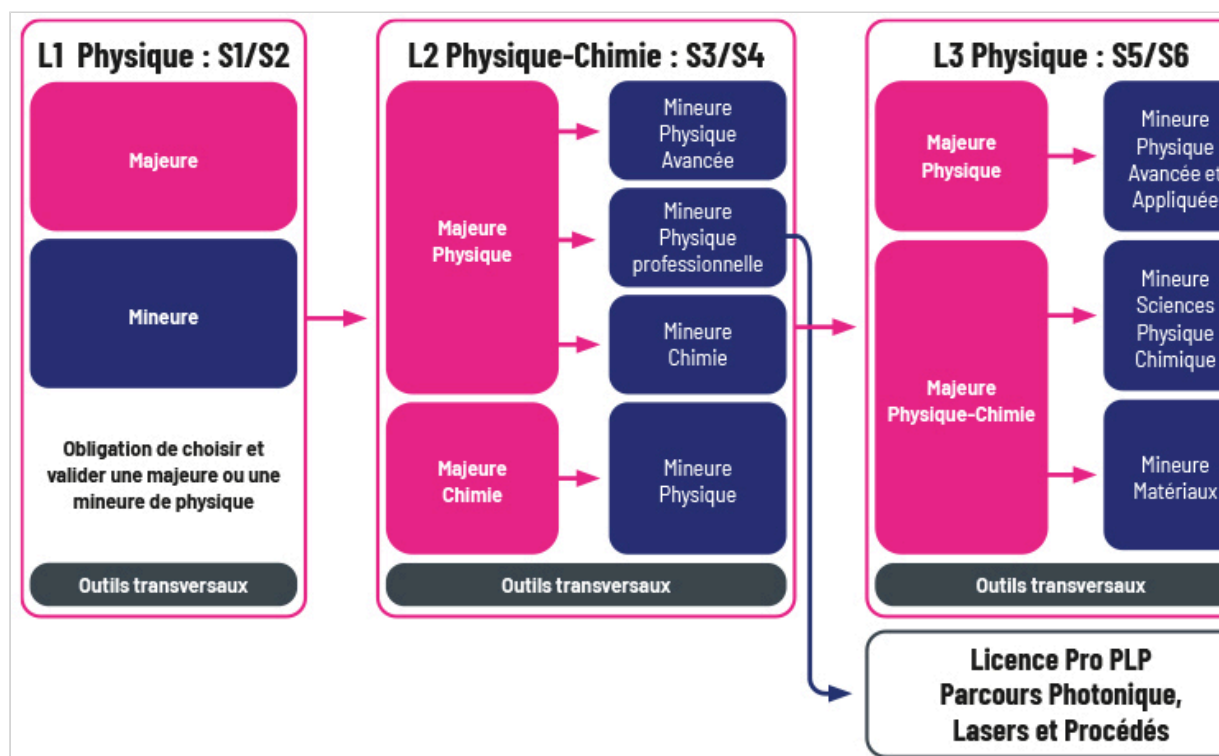 L1 Physique : S1/S2
Majeure
Mineure
Obligation de choisir et
valider une majeure ou une
mineure de physique
Outils transversaux
L2 Physique-Chimie : S3/S4
Majeure
Physique
Mineure
Physique
Avancée
Mineure
Physique
professionnelle
Mineure
Chimie
Majeure
Chimie
Mineure
Physique
Outils transversaux
L3 Physique : S5/S6
Majeure
Physique
Mineure
Physique
Avancée et
Appliquée
Majeure
Physique-Chimie
Mineure
Sciences
Physique
Chimique
Mineure
Matériaux
Outils transversaux
Licence Pro PLP
Parcours Photonique,
Lasers et Procédés